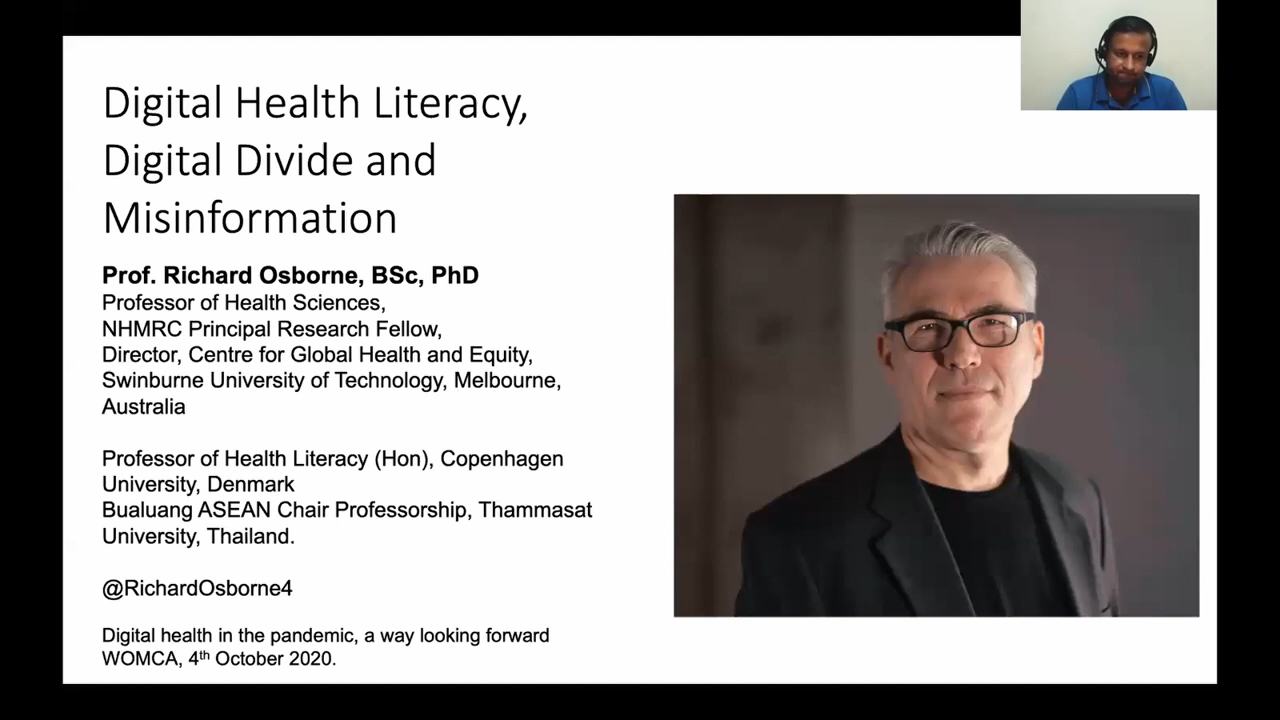 Digital Health Literacy,
Digital Divide and
Misinformation
Prof. Richard Osborne, BSc, PhD
Professor of Health Sciences,
NHMRC Principal Research Fellow,
Director, Centre for Global Health and Equity,
Swinburne University of Technology, Melbourne,
Australia
Professor of Health Literacy (Hon), Copenhagen
University, Denmark
Bualuang ASEAN Chair Professorship, Thammasat
University, Thailand.
@RichardOsborne4
Digital health in the pandemic, a way looking forward
WOMCA, 4th October 2020.